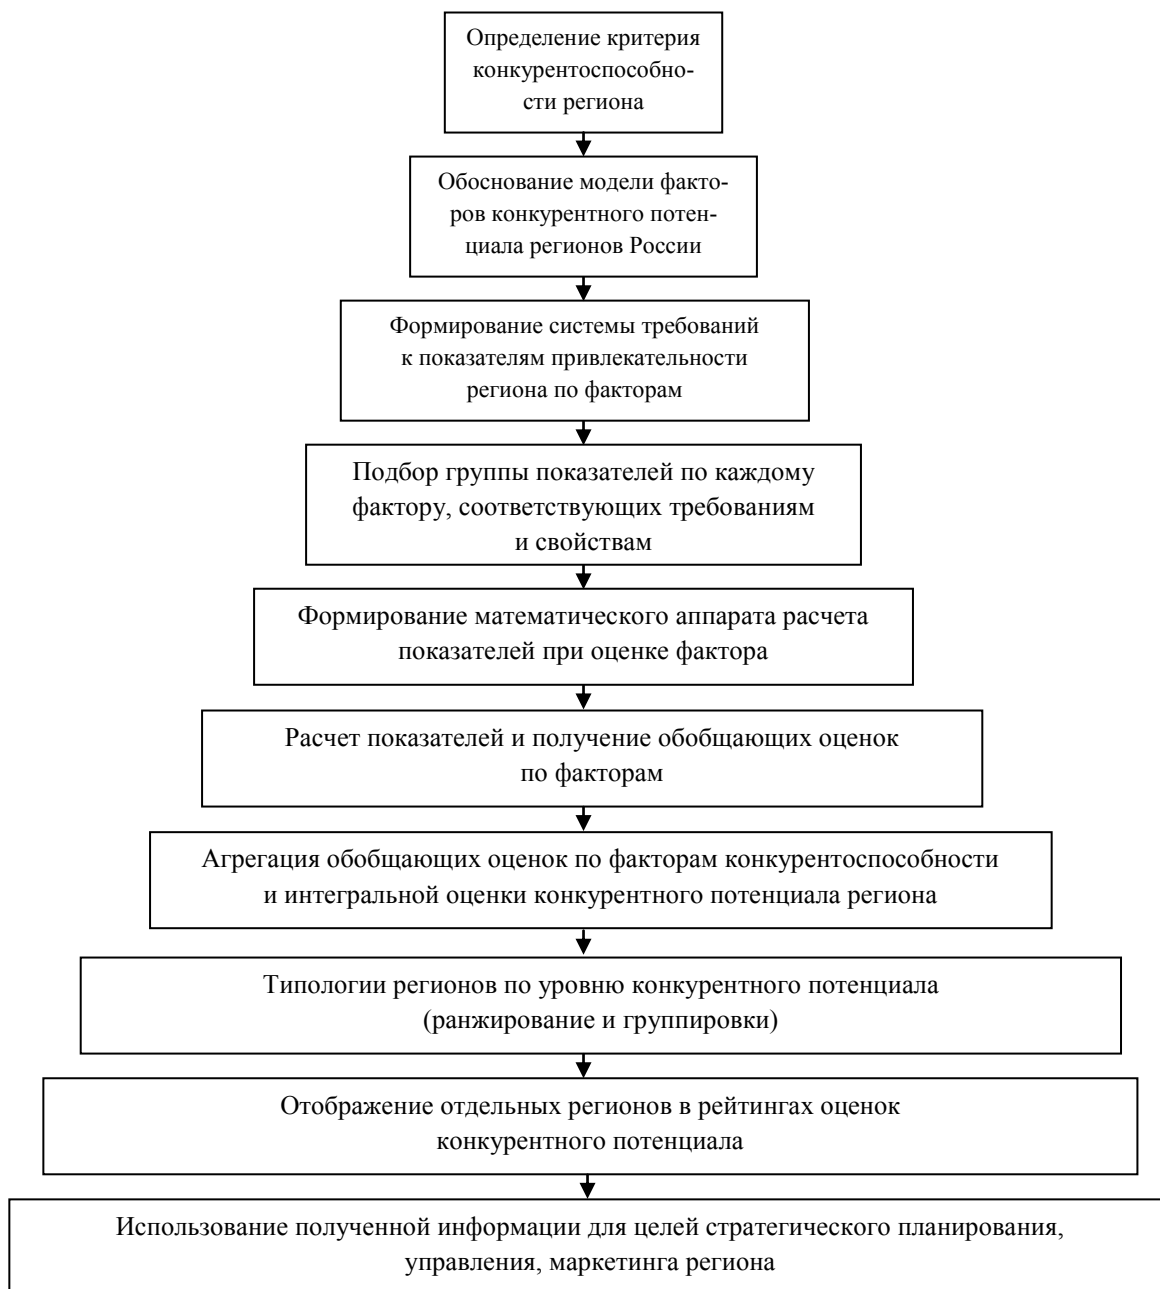 Определение критерия
конкурентоспособно-
сти региона
Обоснование модели факто-
ров конкурентного потен-
циала регионов России
Формирование системы требований
к показателям привлекательности
региона по факторам
Подбор группы показателей по каждому
фактору, соответствующих требованиям
и свойствам
Формирование математического аппарата расчета
показателей при оценке фактора
Расчет показателей и получение обобщающих оценок
по факторам
Агрегация обобщающих оценок по факторам конкурентоспособности
и интегральной оценки конкурентного потенциала региона
Типологии регионов по уровню конкурентного потенциала
(ранжирование и группировки)
Отображение отдельных регионов в рейтингах оценок
конкурентного потенциала
Использование полученной информации для целей стратегического планирования,
управления, маркетинга региона